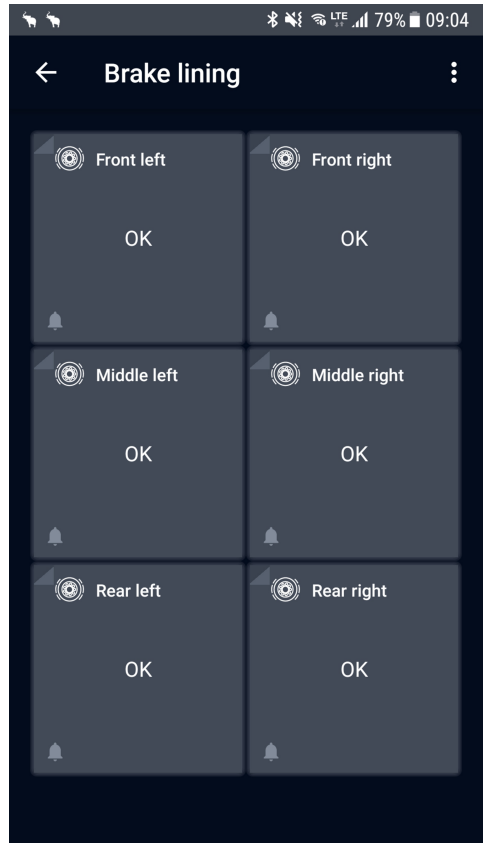 LTE 79% 09:04
Brake lining
Front left Front right
OK OK
Middle left Middle right
OK OK
Rear left Rear right
OK OK